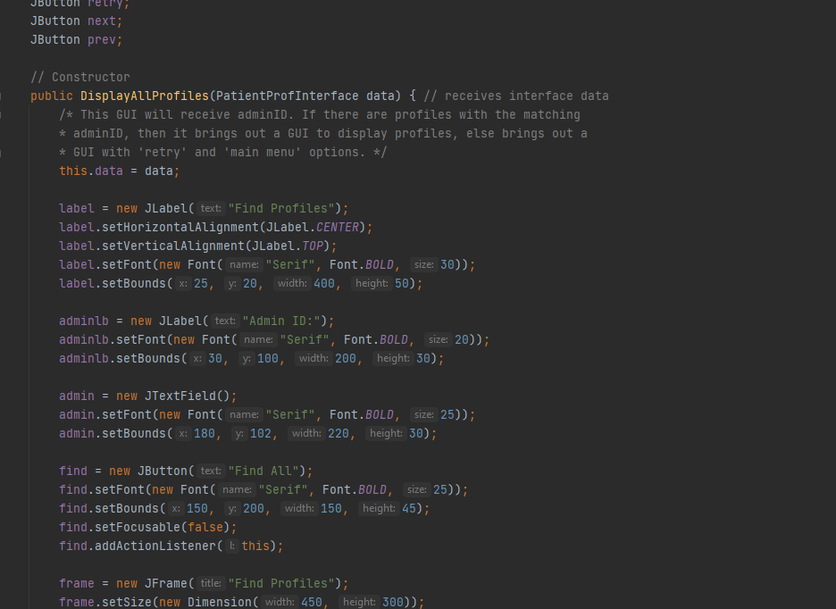 JButton retry;
JButton next;
JButton prev;
// Constructor
public DisplayAllProfiles(PatientProfInterface data) { // receives interface data
/* This GUI will receive adminID. If there are profiles with the matching
* adminID, then it brings out a GUI to display profiles, else brings out a
* GUI with 'retry' and 'main menu' options. */
this.data = data;
label = new JLabel( text: "Find Profiles");
label.setHorizontalAlignment(JLabel.CENTER);
label.setVerticalAlignment(JLabel.TOP);
label.setFont(new Font( name: "Serif", Font.BOLD, size: 30));
label.setBounds( x: 25, y: 20, width: 400, height: 50);
adminlb = new JLabel( text: "Admin ID:");
adminlb.setFont(new Font( name: "Serif", Font.BOLD, size: 20));
adminlb.setBounds( x: 30, y: 100, width: 200, height: 30);
admin = new JTextField();
admin.setFont(new Font( name: "Serif", Font.BOLD, size: 25));
admin.setBounds( x: 180, y: 102, width: 220, height: 30);
find = new JButton( text: "Find All");
find.setFont(new Font( name: "Serif", Font.BOLD, size: 25));
find.setBounds( x: 150, y: 200, width: 150, height: 45);
find.setFocusable(false);
find.addActionListener( l: this);
frame = new JFrame( title: "Find Profiles");
frame.setSize(new Dimension( width: 450, height: 300));